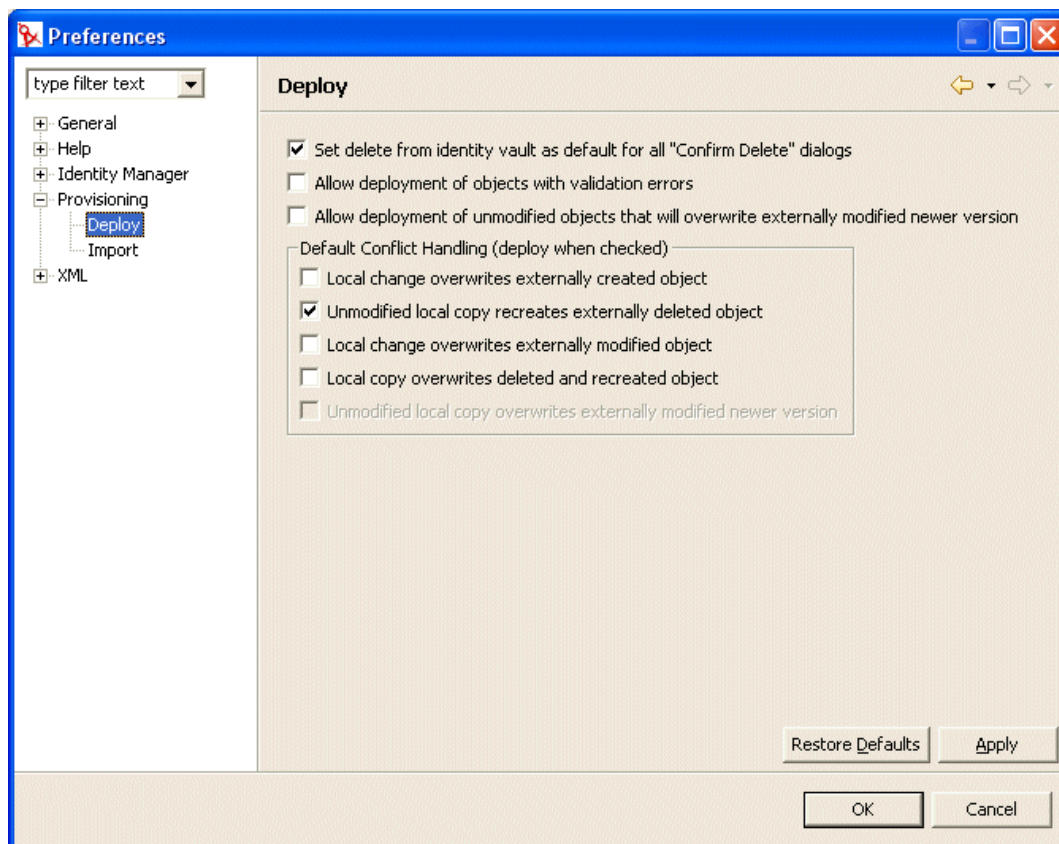 Preferences
type filter text
General
Help
Identity Manager
Provisioning
Deploy
Import
XML
Deploy
Set delete from identity vault as default for all "Confirm Delete" dialogs
Allow deployment of objects with validation errors
Allow deployment of unmodified objects that will overwrite externally modified newer version
Default Conflict Handling (deploy when checked)
Local change overwrites externally created object
Unmodified local copy recreates externally deleted object
Local change overwrites externally modified object
Local copy overwrites deleted and recreated object
Unmodified local copy overwrites externally modified newer version
Restore Defaults
Apply
OK
Cancel